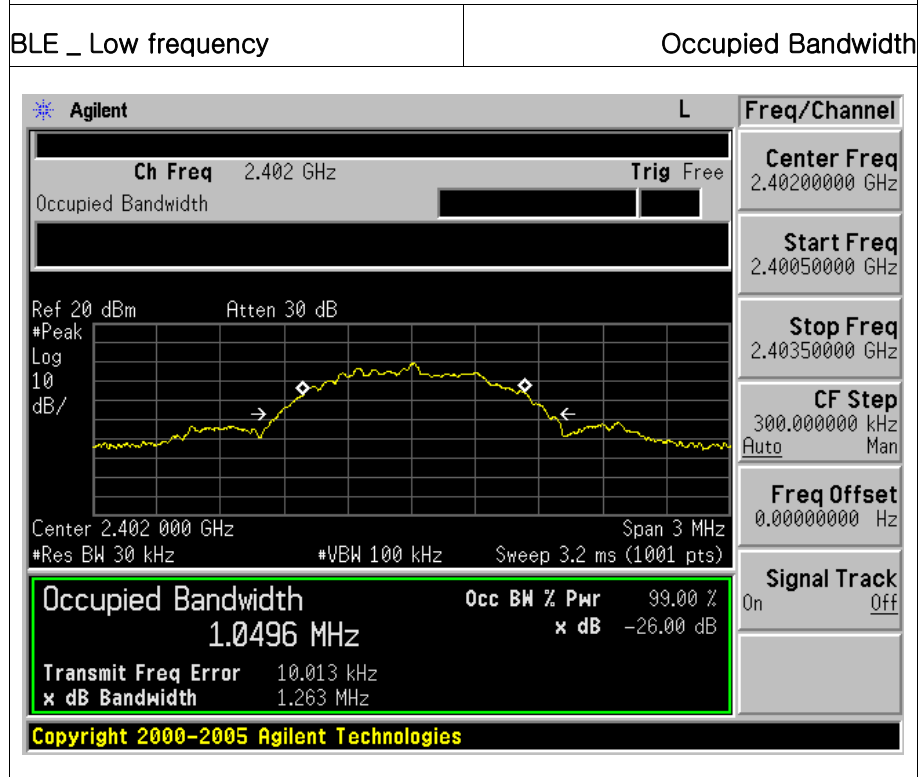 BLE _ Low frequency
Occupied Bandwidth
Agilent
L
Freq/Channel
Ch Freq 2.402 GHz
Trig Free
Occupied Bandwidth
Center Freq
2.40200000 GHz
Start Freq
2.40050000 GHz
Stop Freq
2.40350000 GHz
CF Step
300.000000 kHz
Auto Man
Freq Offset
0.00000000 Hz
Signal Track
On Off
Ref 20 dBm Atten 30 dB
#Peak
Log
10
dB/
Center 2.402 000 GHz Span 3 MHz
#Res BW 30 kHz #VBW 100 kHz Sweep 3.2 ms (1001 pts)
Occupied Bandwidth
1.0496 MHz
Occ BW % Pwr 99.00 %
x dB -26.00 dB
Transmit Freq Error 10.013 kHz
x dB Bandwidth 1.263 MHz
Copyright 2000-2005 Agilent Technologies